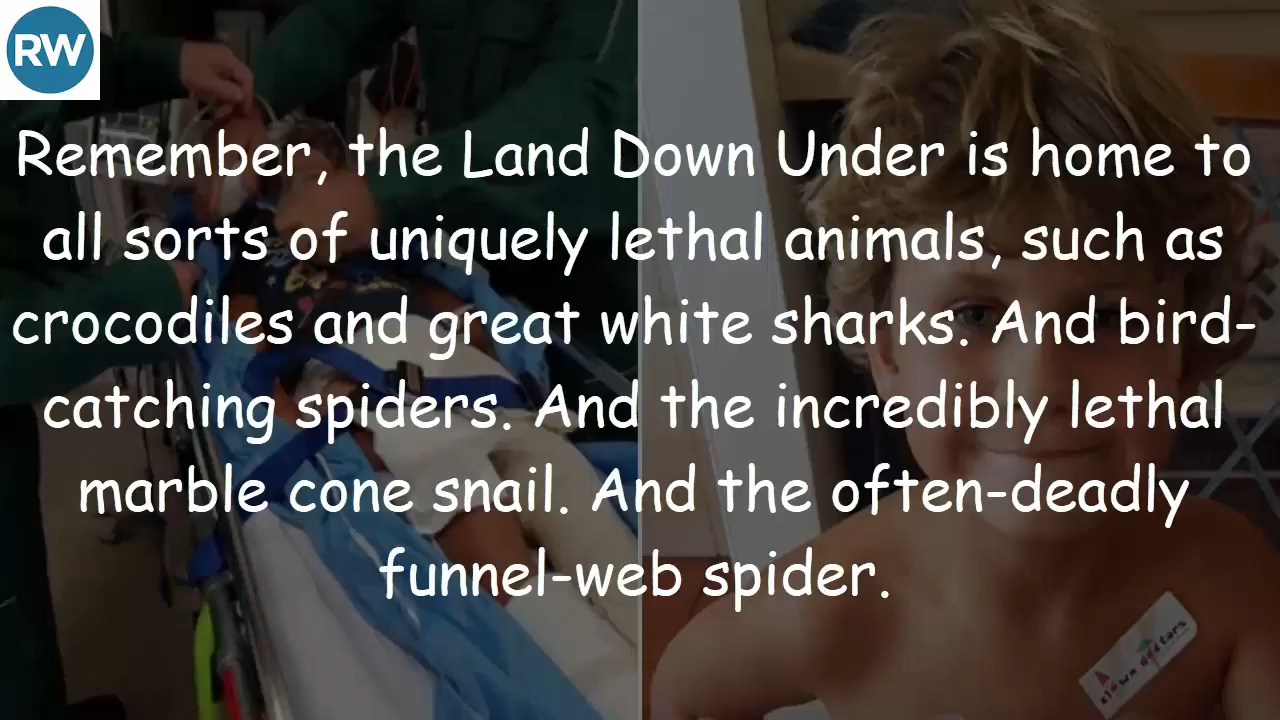 RW
Remember, the Land Down Under is home to
all sorts of uniquely lethal animals, such as
crocodiles and great white sharks. And bird-
catching spiders. And the incredibly lethal
marble cone snail. And the often-deadly
funnel-web spider.
clown doctors